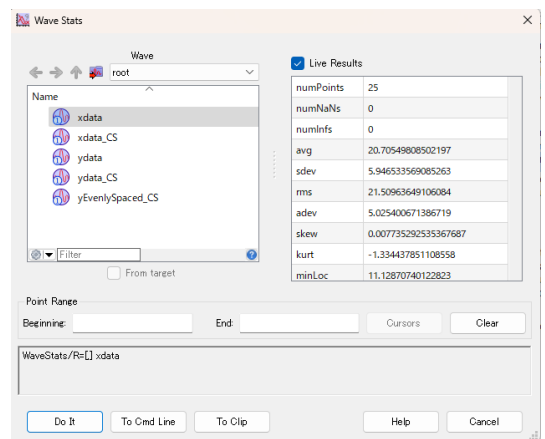 Wave Stats
Wave
root
Name
xdata
xdata_CS
ydata
ydata_CS
yEvenlySpaced_CS
Filter
From target
Live Results
numPoints 25
numNaNs 0
numInfs 0
avg 20.70549808502197
sdev 5.946533569085263
rms 21.50963649106084
adev 5.025400671386719
skew 0.007735292535367687
kurt -1.334437851108558
minLoc 11.12870740122823
Point Range
Beginning: End: Cursors Clear
WaveStats/R=[] xdata
Do It To Cmd Line To Clip Help Cancel